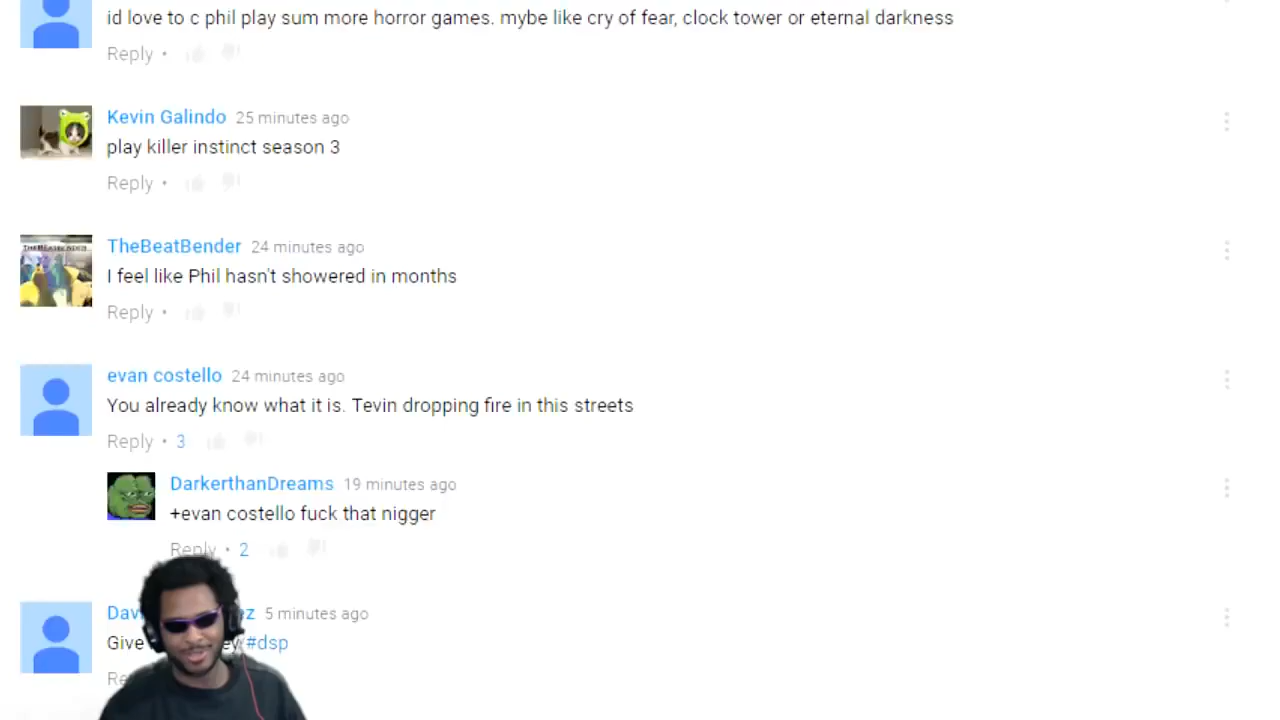 id love to c phil play sum more horror games. mybe like cry of fear, clock tower or eternal darkness
Reply •
Kevin Galindo 25 minutes ago
play killer instinct season 3
Reply •
TheBeatBender 24 minutes ago
I feel like Phil hasn't showered in months
Reply •
evan costello 24 minutes ago
You already know what it is. Tevin dropping fire in this streets
Reply • 3
DarkerthanDreams 19 minutes ago
+evan costello fuck that nigger
Reply • 2
5 minutes ago
Give #dsp